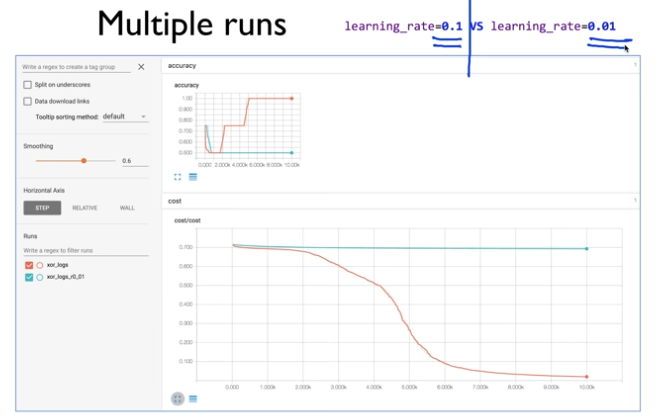 Multiple runs
learning_rate=0.1 VS learning_rate=0.01
Write a regex to create a tag group
Split on underscores
Data download links
Tooltip sorting method: default
Smoothing
0.6
Horizontal Axis
STEP RELATIVE WALL
Runs
Write a regex to filter runs
xor_logs
xor_logs_r0_01
accuracy 1
accuracy
1.00
0.900
0.800
0.700
0.600
0.500
0.000 2.000k 4.000k 6.000k 8.000k 10.00k
cost 1
cost/cost
0.700
0.600
0.500
0.400
0.300
0.200
0.100
0.000 1.000k 2.000k 3.000k 4.000k 5.000k 6.000k 7.000k 8.000k 9.000k 10.00k